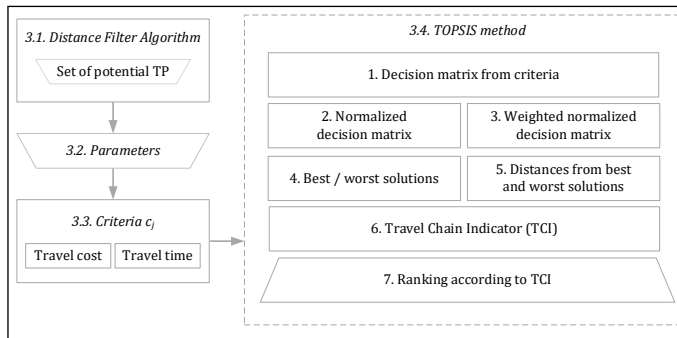 3.1. Distance Filter Algorithm
Set of potential TP
3.2. Parameters
3.3. Criteria cj
Travel cost
Travel time
3.4. TOPSIS method
1. Decision matrix from criteria
2. Normalized
decision matrix
3. Weighted normalized
decision matrix
4. Best / worst solutions
5. Distances from best
and worst solutions
6. Travel Chain Indicator (TCI)
7. Ranking according to TCI